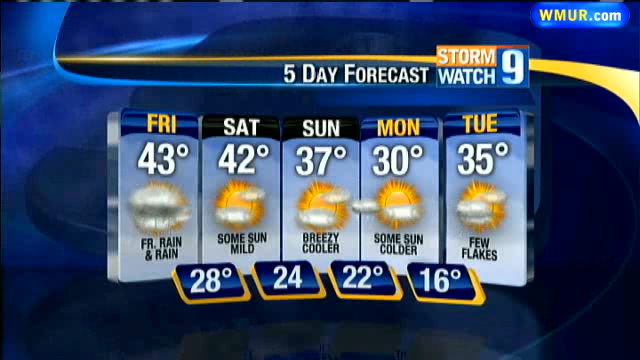 WMUR.com
5 DAY FORECAST
STORM
WATCH 9
FRI SAT SUN MON TUE
43° 42° 37° 30° 35°
FR. RAIN & RAIN
SOME SUN MILD
BREEZY COOLER
SOME SUN COLDER
FEW FLAKES
28° 24 22° 16°